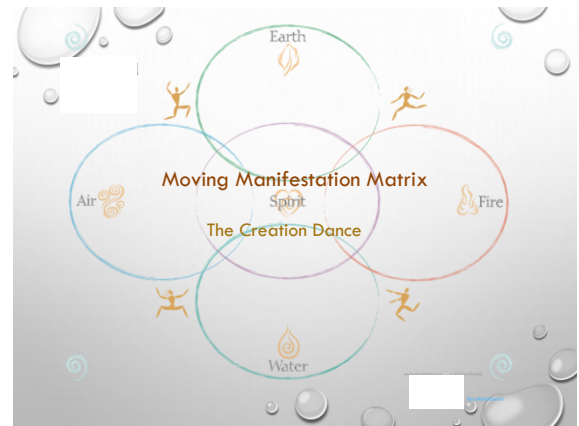 Earth
Moving Manifestation Matrix
Air Spirit Fire
The Creation Dance
Water